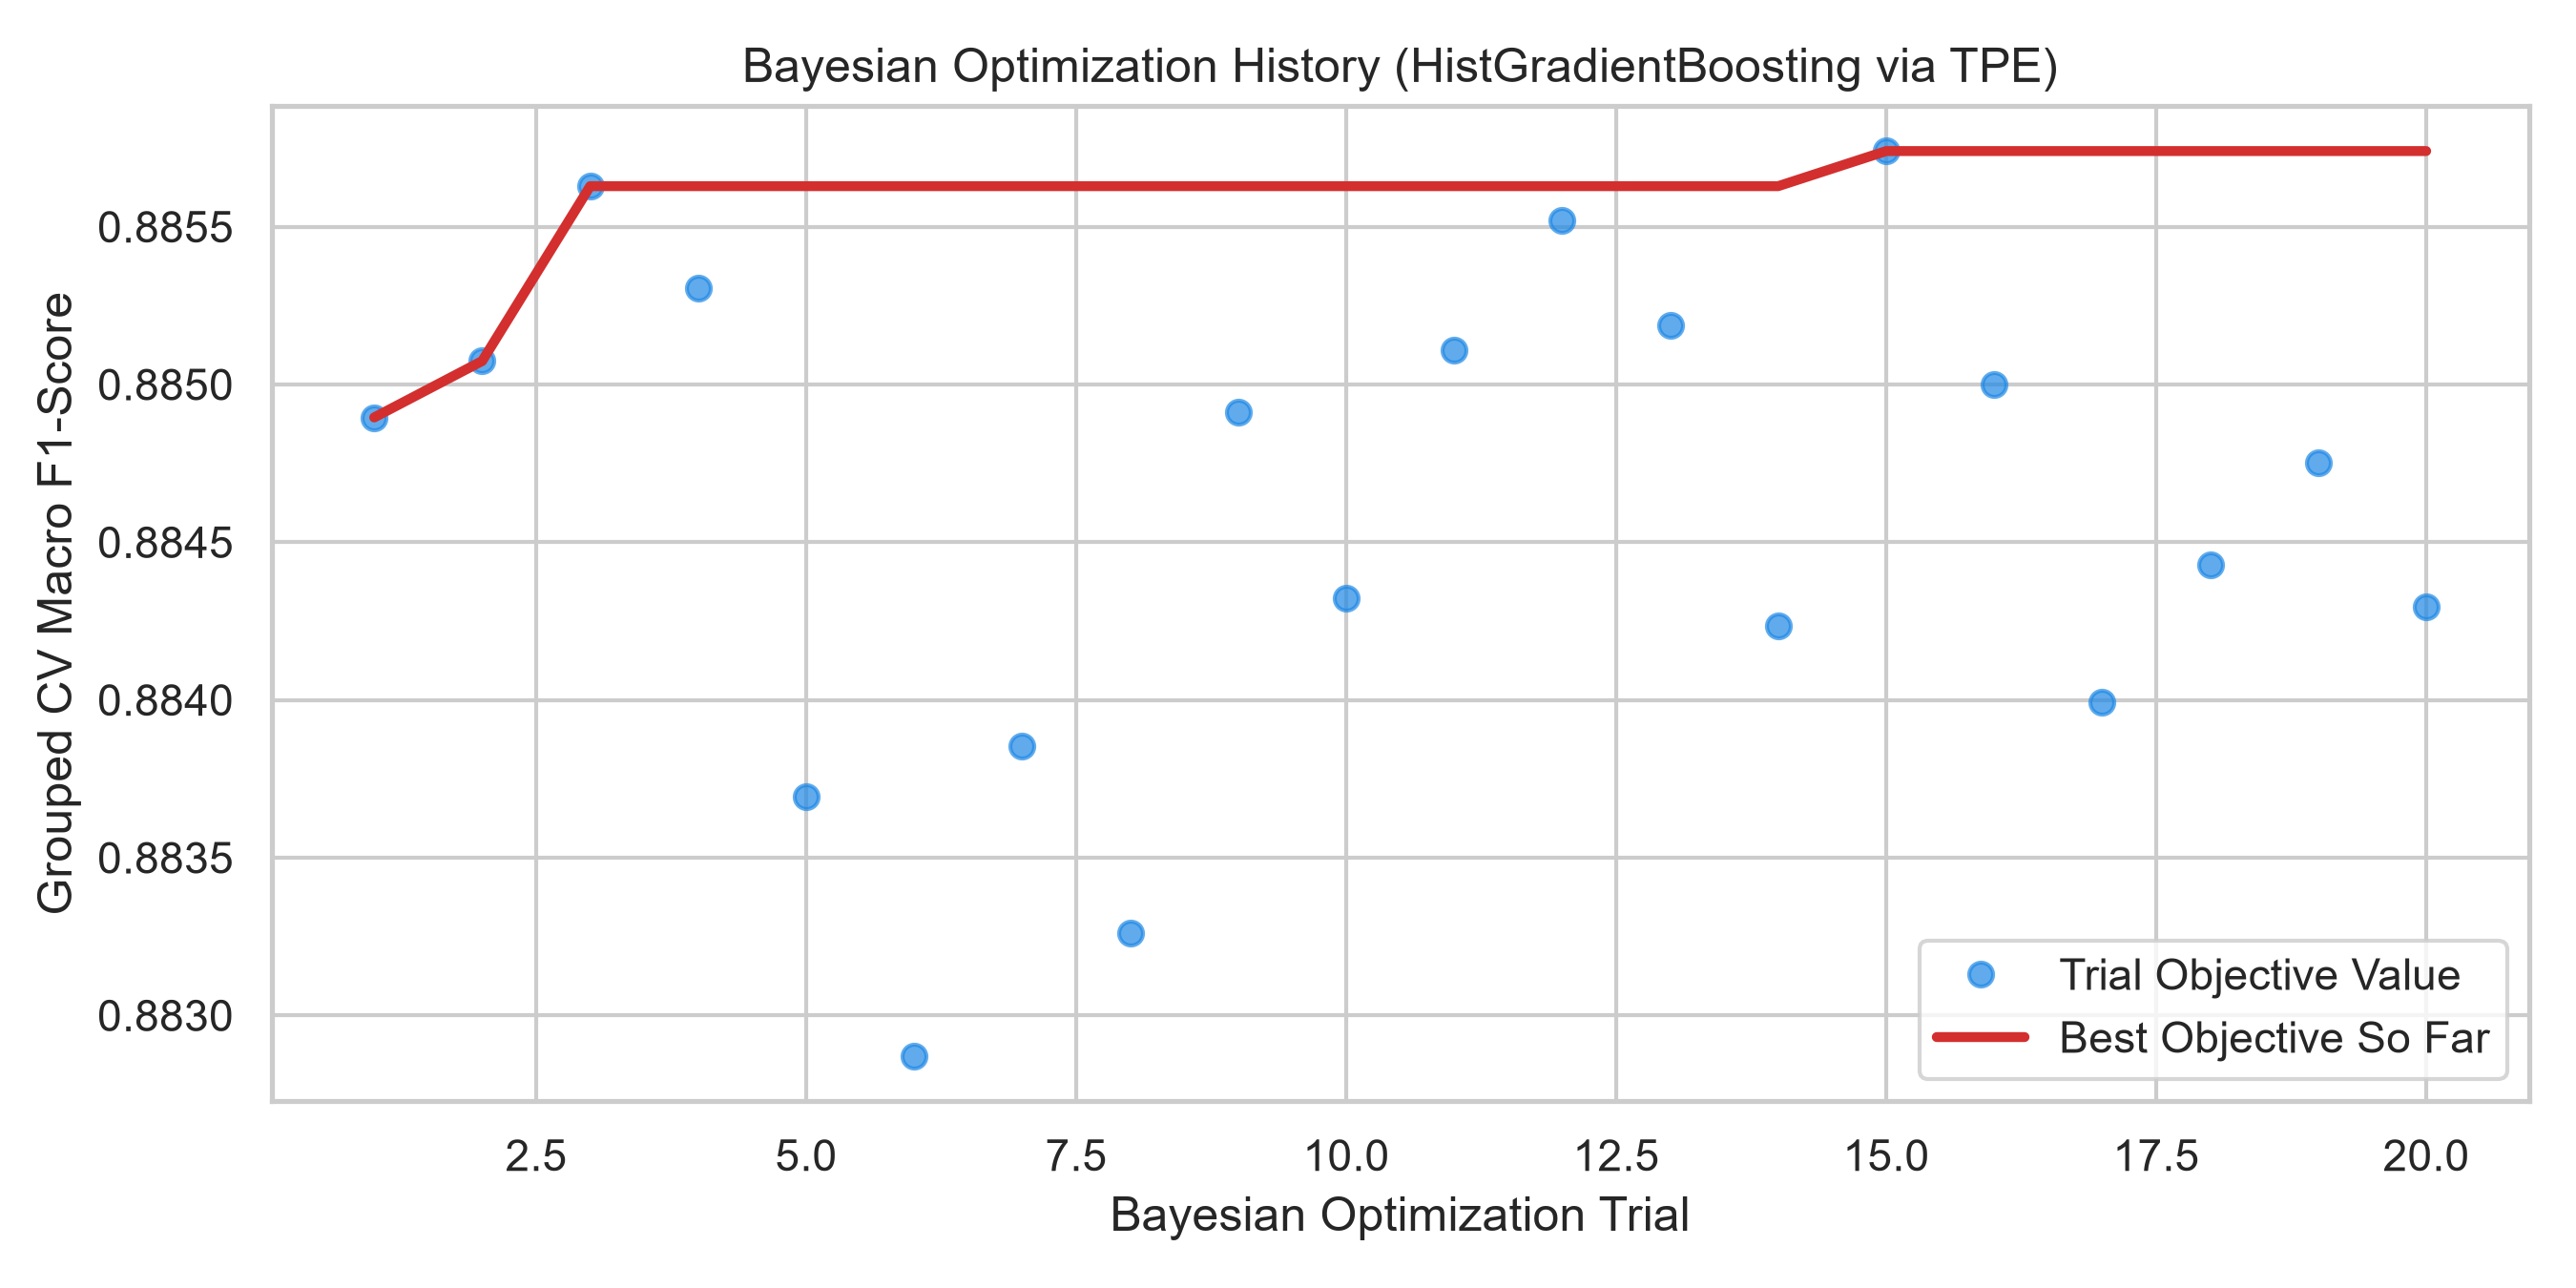 Bayesian Optimization History (HistGradientBoosting via TPE)
Grouped CV Macro F1-Score
0.8855
0.8850
0.8845
0.8840
0.8835
0.8830
Trial Objective Value
Best Objective So Far
2.5 5.0 7.5 10.0 12.5 15.0 17.5 20.0
Bayesian Optimization Trial